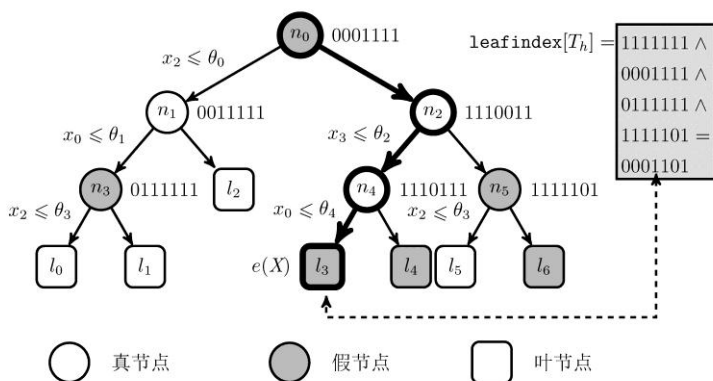 n₀ 0001111
leafindex[Tₕ] = 1111111 ∧
0001111 ∧
0111111 ∧
1111101 =
0001101
x₂ ⩽ θ₀
n₁ 0011111
n₂ 1110011
x₀ ⩽ θ₁
x₃ ⩽ θ₂
n₃ 0111111
l₂
n₄ 1110111
n₅ 1111101
x₂ ⩽ θ₃
x₀ ⩽ θ₄
x₂ ⩽ θ₃
l₀ l₁ e(X) l₃ l₄ l₅ l₆
真节点 假节点 叶节点